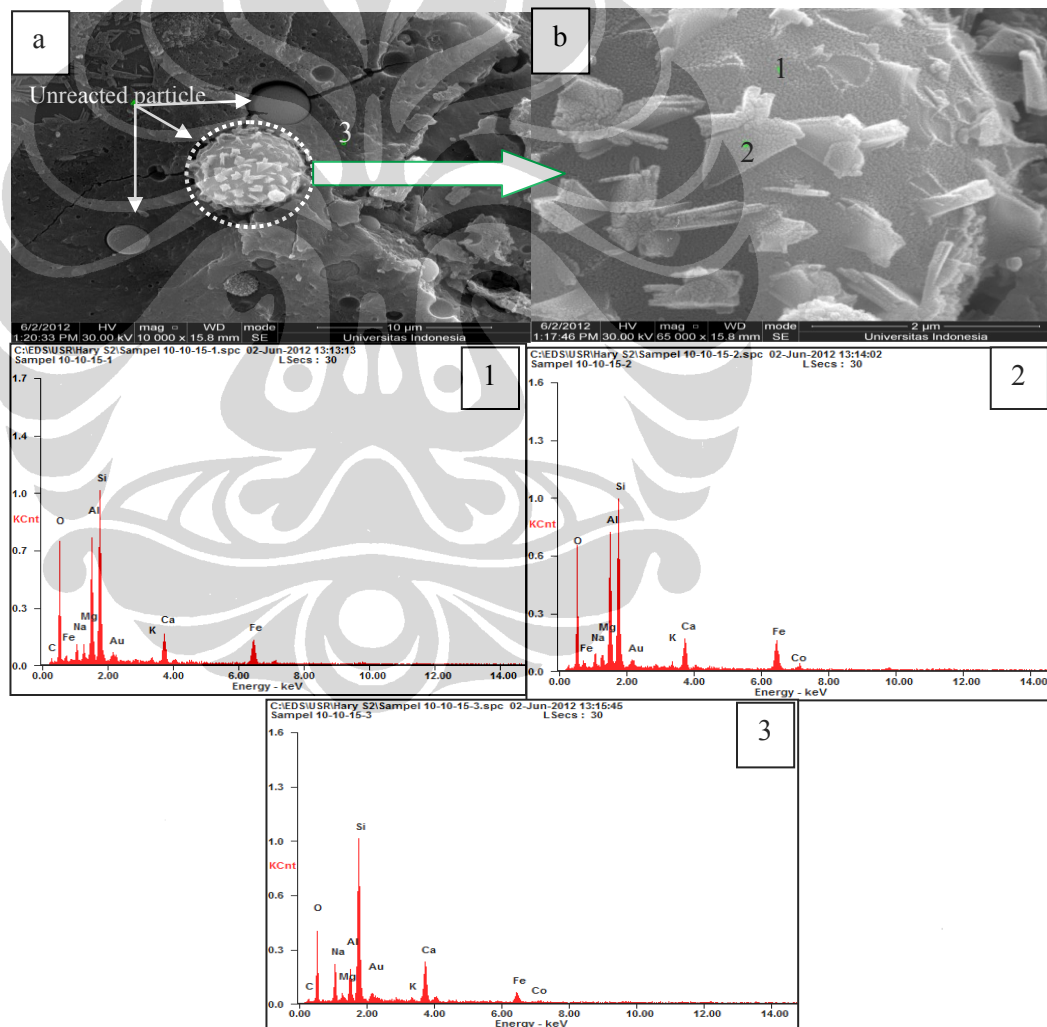 a
Unreacted particle
3
6/2/2012 HV mag □ WD mode 10 µm
1:20:33 PM 30.00 kV 10 000 x 15.8 mm SE Universitas Indonesia
b
1
2
6/2/2012 HV mag □ WD mode 2 µm
1:17:46 PM 30.00 kV 65 000 x 15.8 mm SE Universitas Indonesia
C:\EDS\USR\Hary S2\Sampel 10-10-15-1.spc 02-Jun-2012 13:13:13
Sampel 10-10-15-1 LSecs : 30
1
1.7
1.4
1.0
KCnt
0.7
0.3
0.0
C O Fe Na Mg Al Si Au K Ca Fe
0.00 2.00 4.00 6.00 8.00 10.00 12.00 14.00
Energy - keV
C:\EDS\USR\Hary S2\Sampel 10-10-15-2.spc 02-Jun-2012 13:14:02
Sampel 10-10-15-2 LSecs : 30
2
1.6
1.3
1.0
KCnt
0.6
0.3
0.0
O Fe Na Mg Al Si Au K Ca Fe Co
0.00 2.00 4.00 6.00 8.00 10.00 12.00 14.00
Energy - keV
C:\EDS\USR\Hary S2\Sampel 10-10-15-3.spc 02-Jun-2012 13:15:45
Sampel 10-10-15-3 LSecs : 30
3
1.6
1.3
1.0
KCnt
0.6
0.3
0.0
C O Na Mg Al Si Au K Ca Fe Co
0.00 2.00 4.00 6.00 8.00 10.00 12.00 14.00
Energy - keV